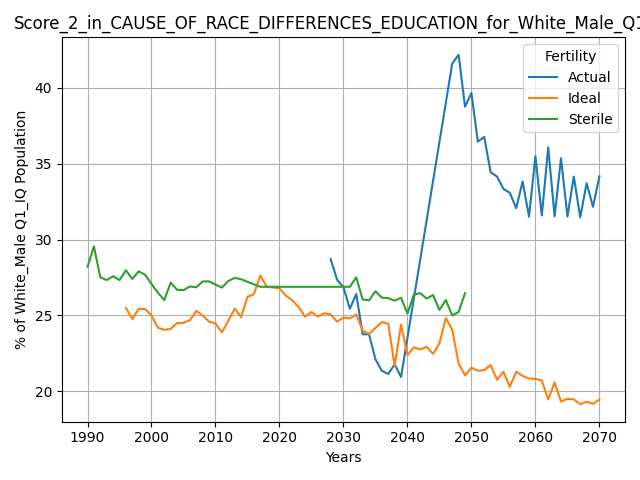 Score_2_in_CAUSE_OF_RACE_DIFFERENCES_EDUCATION_for_White_Male_Q1
Fertility
Actual
Ideal
Sterile
% of White_Male Q1_IQ Population
40
35
30
25
20
1990 2000 2010 2020 2030 2040 2050 2060 2070
Years